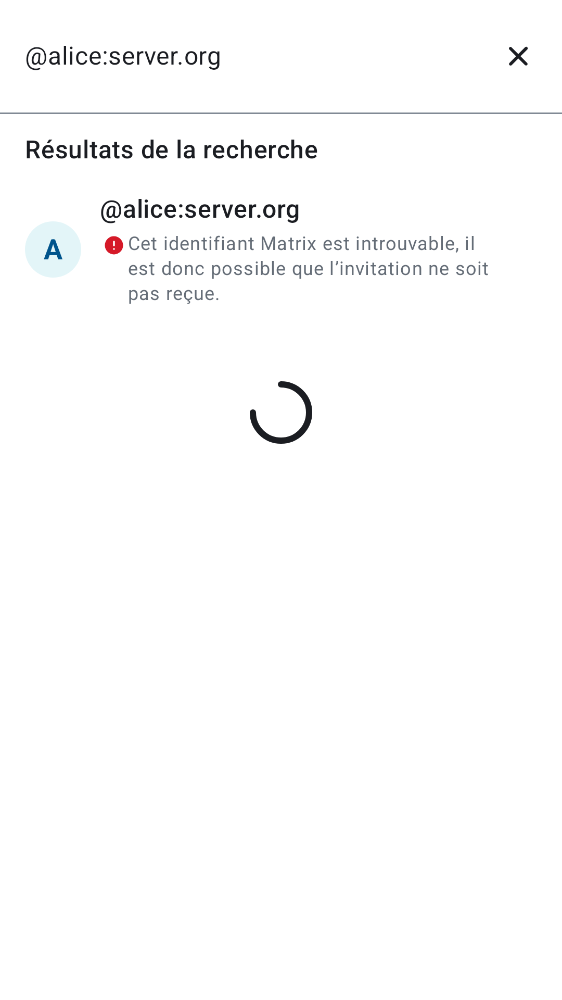 @alice:server.org
Résultats de la recherche
A
@alice:server.org
Cet identifiant Matrix est introuvable, il
est donc possible que l’invitation ne soit
pas reçue.